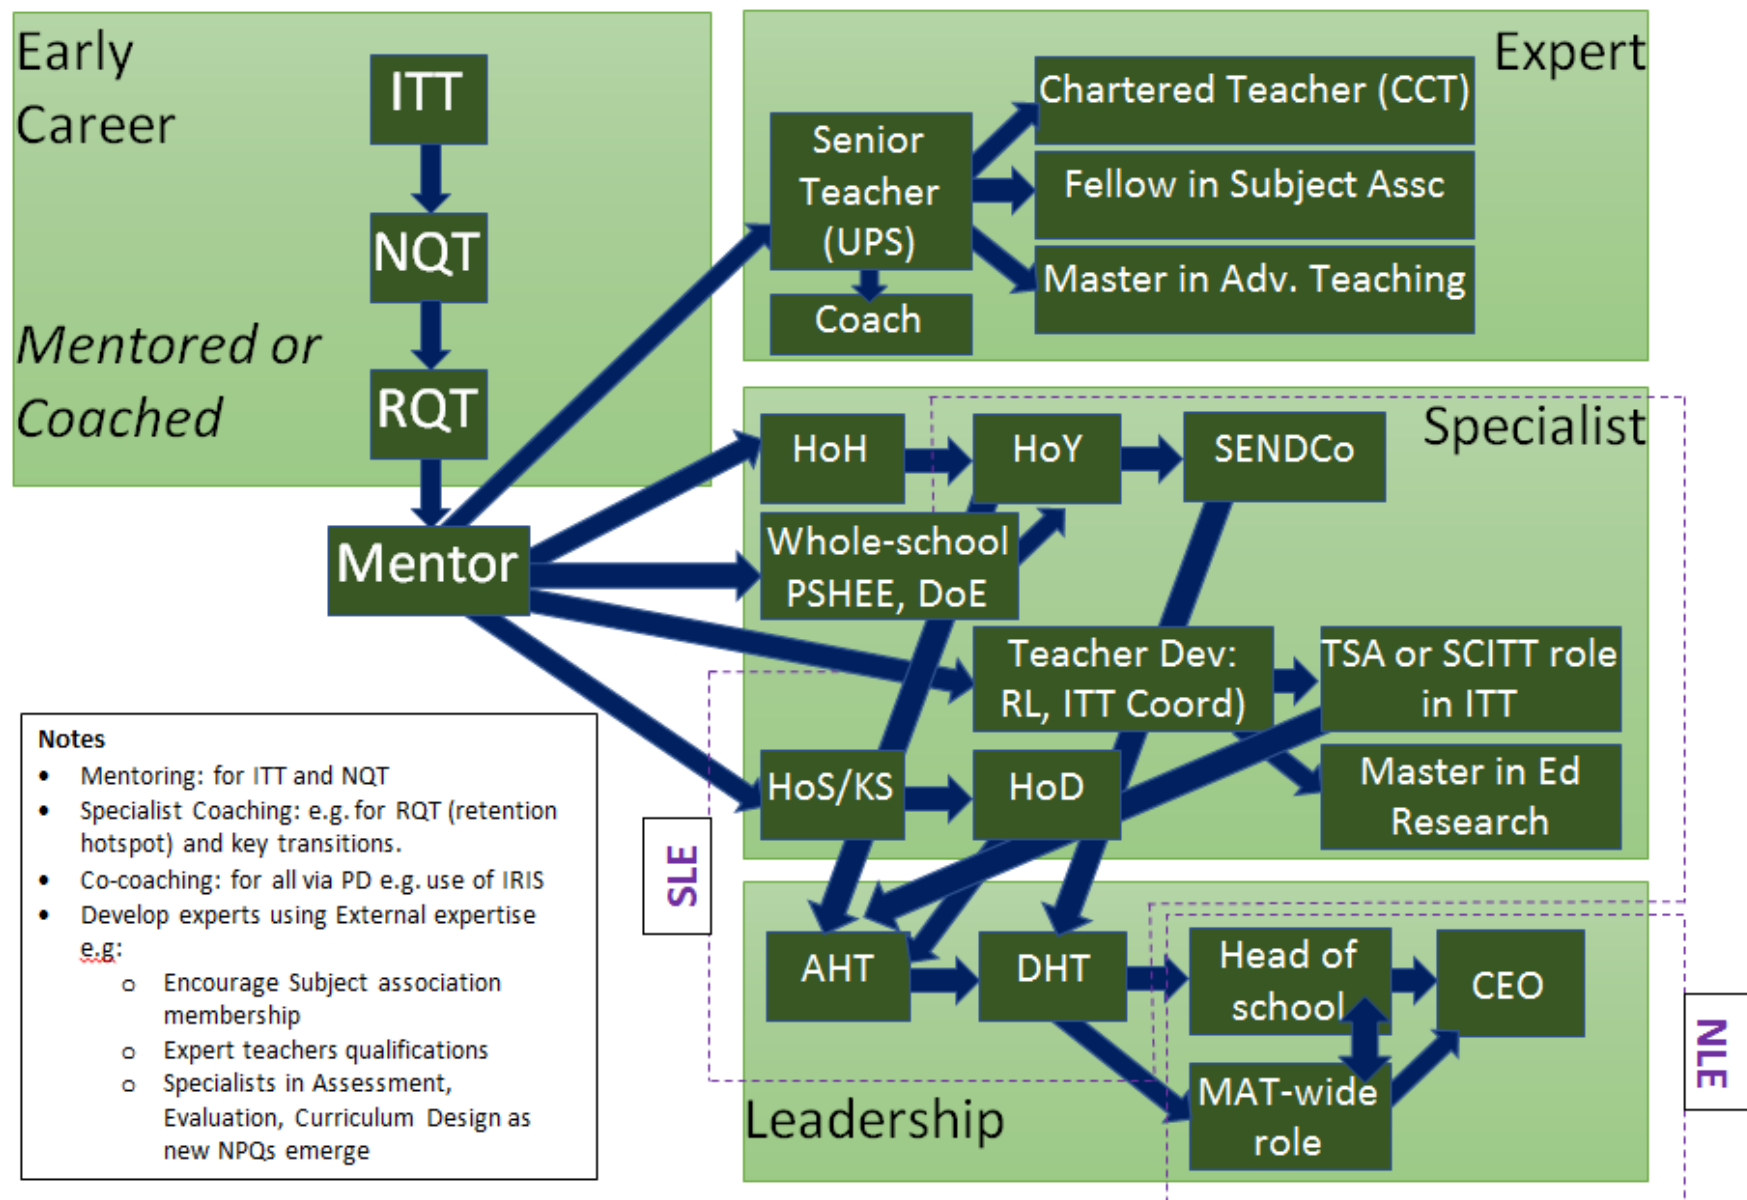 Early
Career
Mentored or
Coached
ITT
NQT
RQT
Mentor
Expert
Senior
Teacher
(UPS)
Coach
Chartered Teacher (CCT)
Fellow in Subject Assc
Master in Adv. Teaching
Specialist
HoH
HoY
SENDCo
Whole-school
PSHEE, DoE
Teacher Dev:
RL, ITT Coord)
TSA or SCITT role
in ITT
HoS/KS
HoD
Master in Ed
Research
SLE
Leadership
AHT
DHT
Head of
school
CEO
MAT-wide
role
NLE
Notes
• Mentoring: for ITT and NQT
• Specialist Coaching: e.g. for RQT (retention
hotspot) and key transitions.
• Co-coaching: for all via PD e.g. use of IRIS
• Develop experts using External expertise
e.g:
o Encourage Subject association
membership
o Expert teachers qualifications
o Specialists in Assessment,
Evaluation, Curriculum Design as
new NPQs emerge